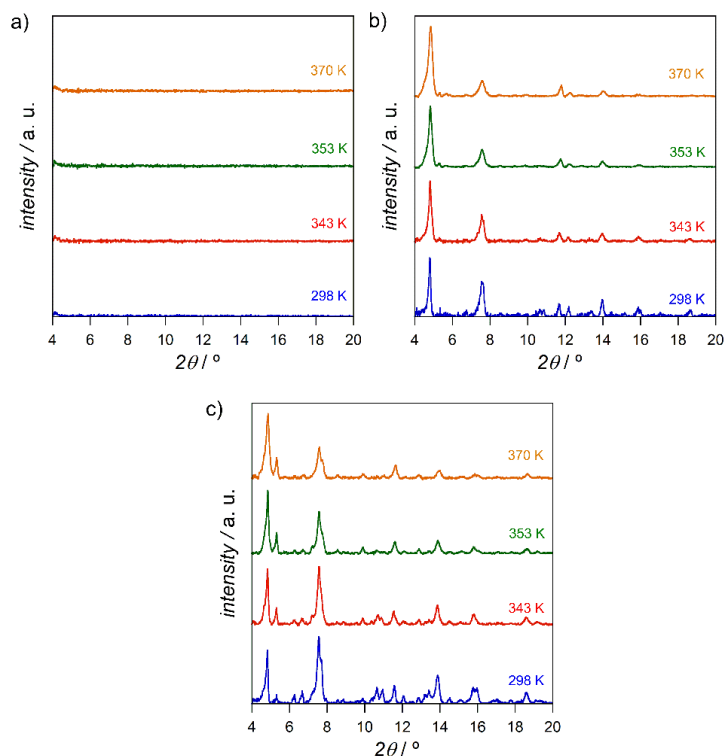 a)
370 K
353 K
343 K
298 K
intensity / a. u.
4 6 8 10 12 14 16 18 20
2θ / º
b)
370 K
353 K
343 K
298 K
intensity / a. u.
4 6 8 10 12 14 16 18 20
2θ / º
c)
370 K
353 K
343 K
298 K
intensity / a. u.
4 6 8 10 12 14 16 18 20
2θ / º